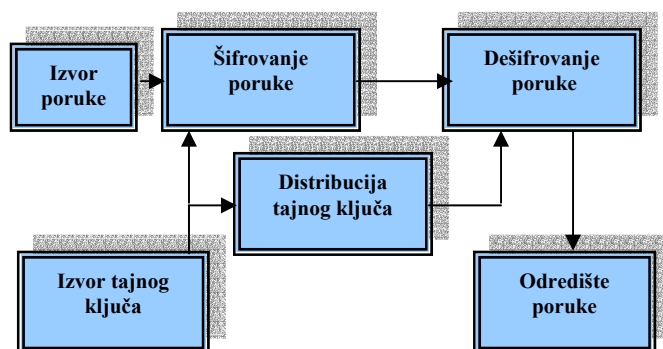 Izvor
poruke
Šifrovanje
poruke
Dešifrovanje
poruke
Distribucija
tajnog ključa
Izvor tajnog
ključa
Odredište
poruke